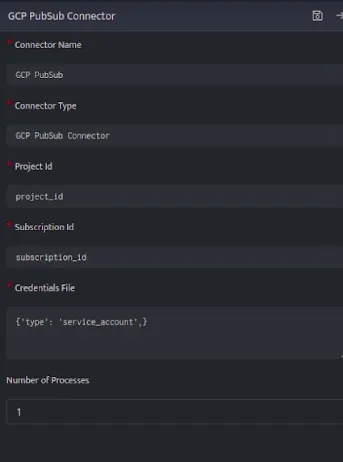 GCP PubSub Connector
* Connector Name
GCP PubSub
* Connector Type
GCP PubSub Connector
* Project Id
project_id
* Subscription Id
subscription_id
* Credentials File
{'type': 'service_account',}
Number of Processes
1